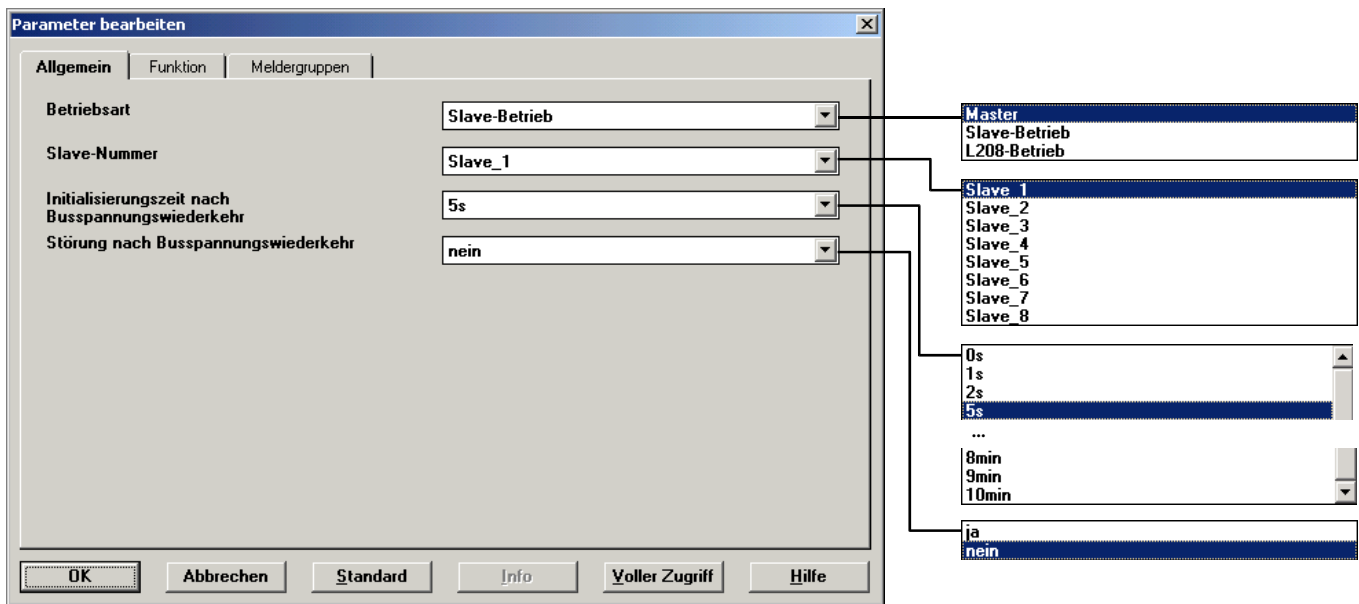 Parameter bearbeiten
Allgemein Funktion Meldergruppen
Betriebsart
Slave-Betrieb
Slave-Nummer
Slave_1
Initialisierungszeit nach
Busspannungswiederkehr
5s
Störung nach Busspannungswiederkehr
nein
OK Abbrechen Standard Info Voller Zugriff Hilfe
Master
Slave-Betrieb
L208-Betrieb
Slave_1
Slave_2
Slave_3
Slave_4
Slave_5
Slave_6
Slave_7
Slave_8
0s
1s
2s
5s
...
8min
9min
10min
ja
nein